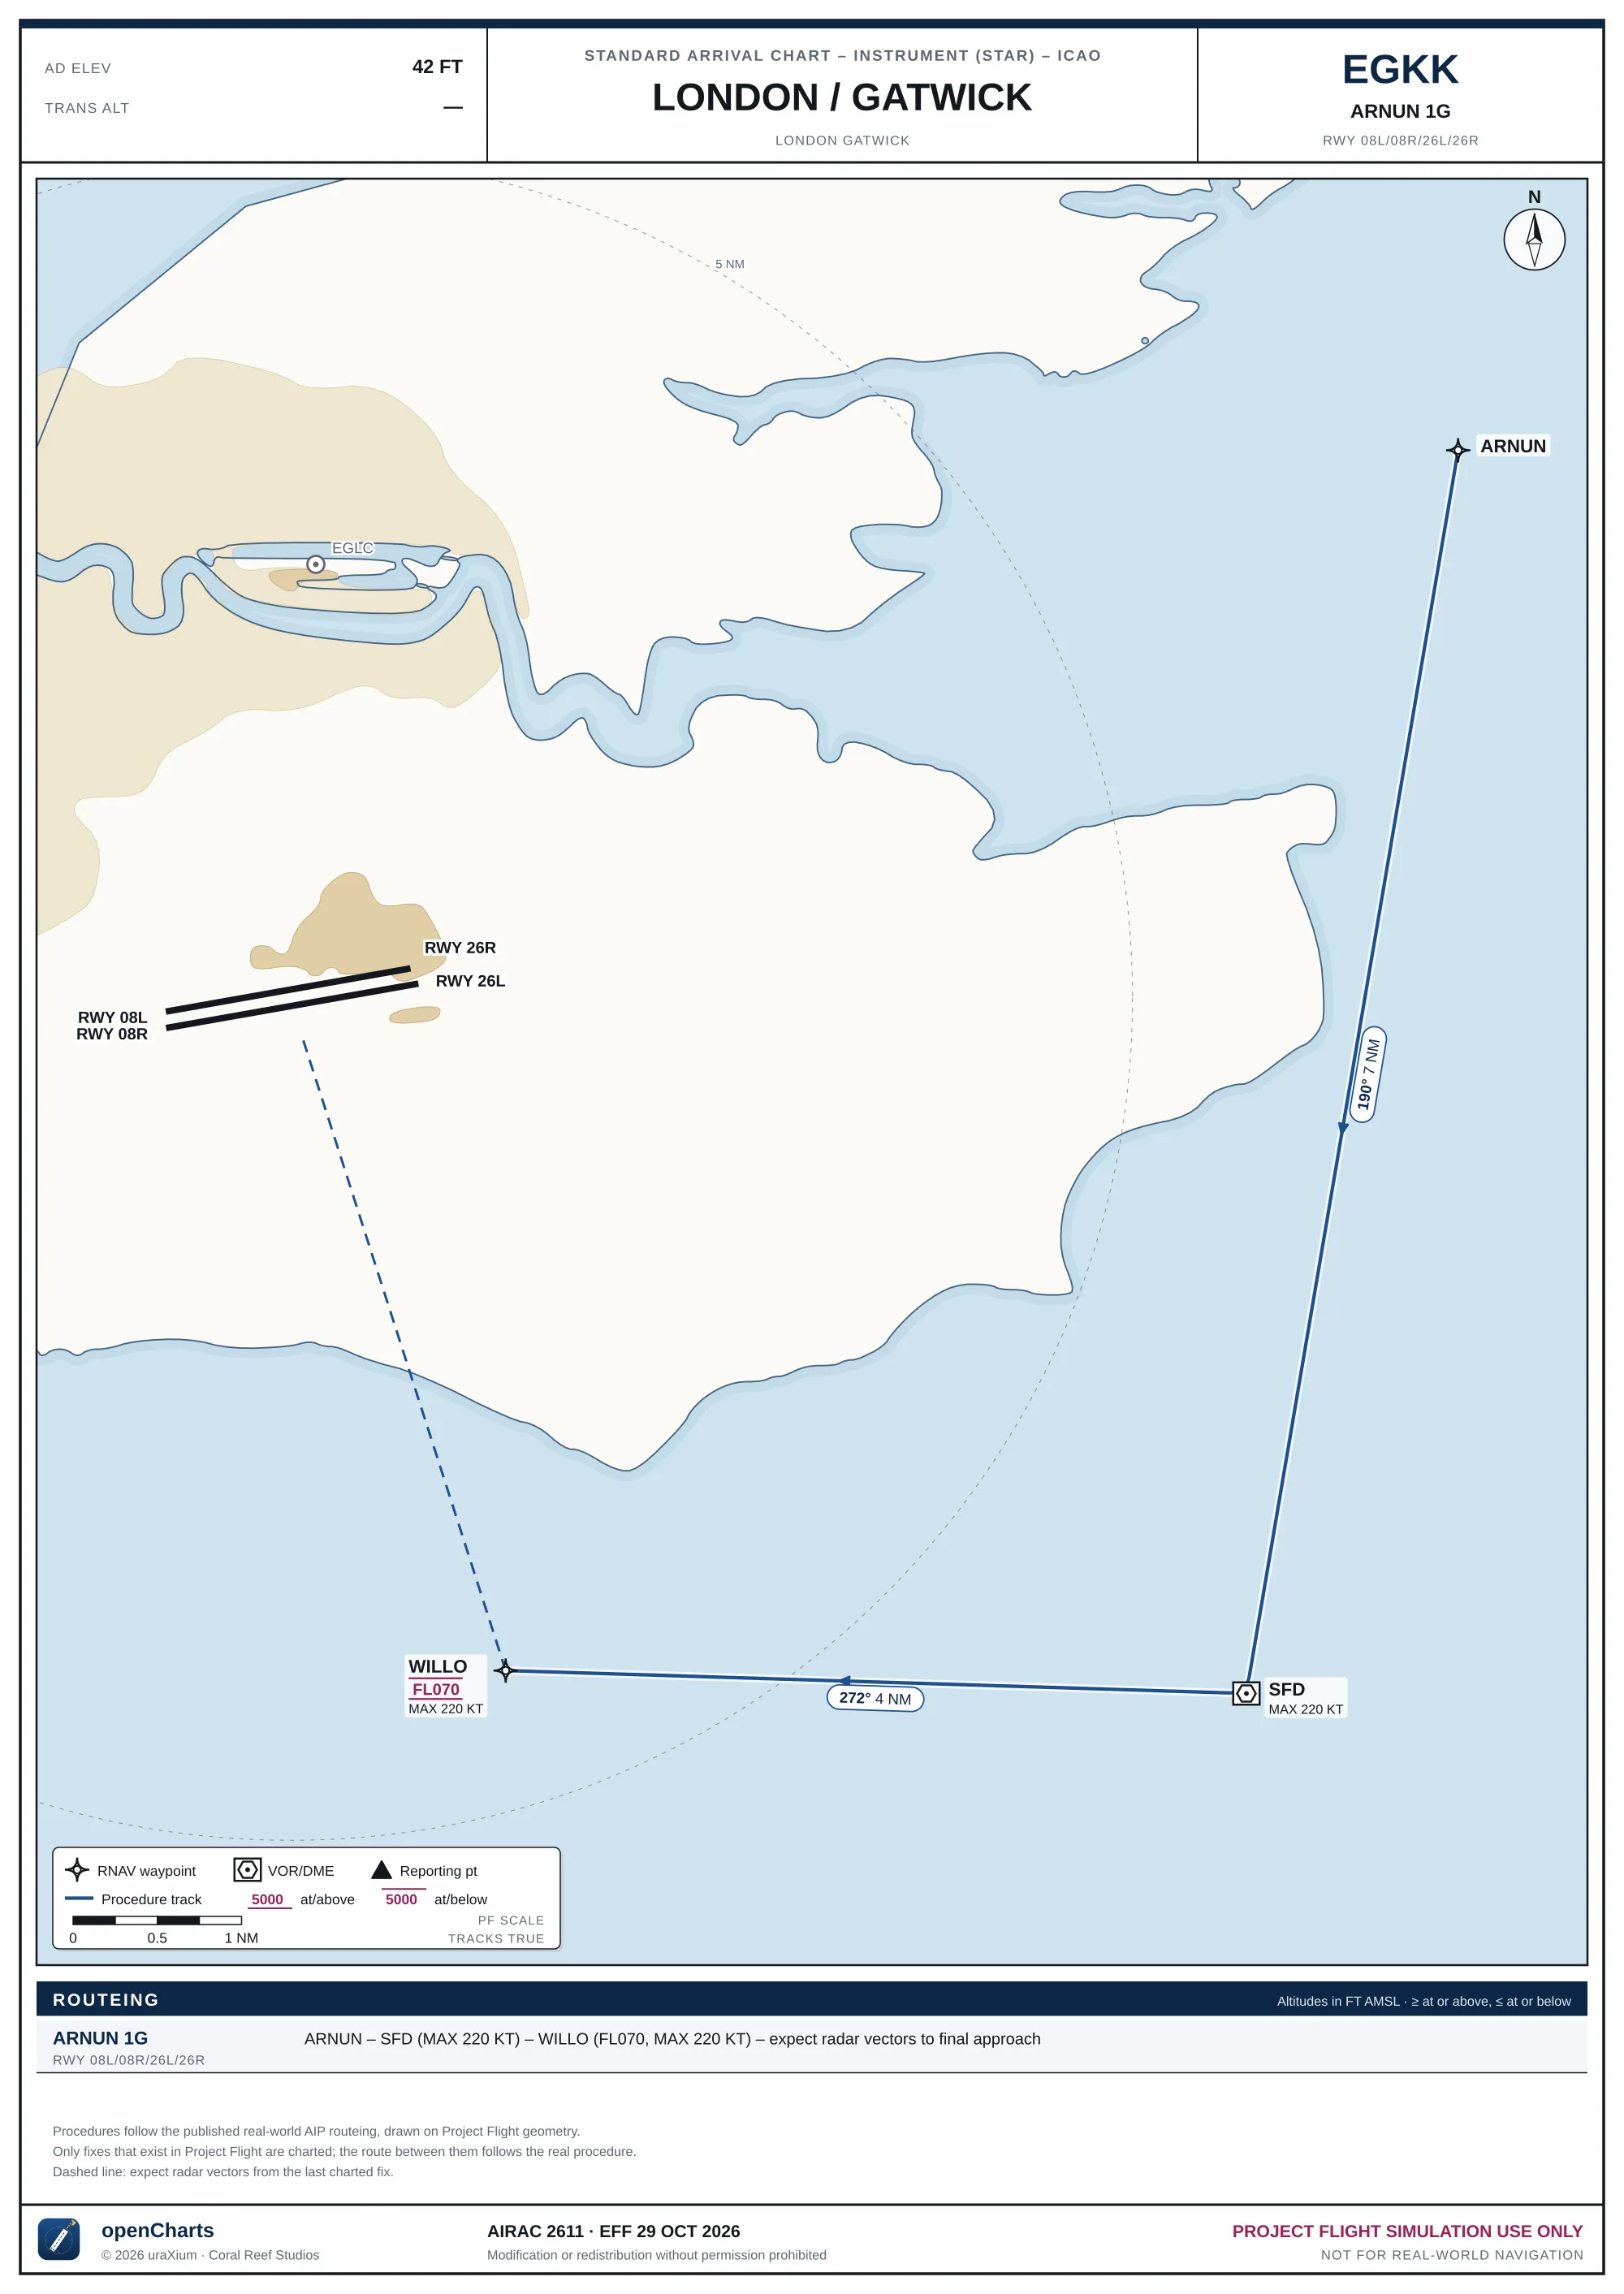 AD ELEV 42 FT
TRANS ALT —
STANDARD ARRIVAL CHART – INSTRUMENT (STAR) – ICAO
LONDON / GATWICK
LONDON GATWICK
EGKK
ARNUN 1G
RWY 08L/08R/26L/26R
N
5 NM
ARNUN
EGLC
RWY 26R
RWY 26L
RWY 08L
RWY 08R
190° 7 NM
WILLO
FL070
MAX 220 KT
272° 4 NM
SFD
MAX 220 KT
RNAV waypoint VOR/DME Reporting pt
Procedure track 5000 at/above 5000 at/below
PF SCALE
0 0.5 1 NM TRACKS TRUE
ROUTEING Altitudes in FT AMSL · ≥ at or above, ≤ at or below
ARNUN 1G ARNUN – SFD (MAX 220 KT) – WILLO (FL070, MAX 220 KT) – expect radar vectors to final approach
RWY 08L/08R/26L/26R
Procedures follow the published real-world AIP routeing, drawn on Project Flight geometry.
Only fixes that exist in Project Flight are charted; the route between them follows the real procedure.
Dashed line: expect radar vectors from the last charted fix.
openCharts AIRAC 2611 · EFF 29 OCT 2026 PROJECT FLIGHT SIMULATION USE ONLY
© 2026 uraXium · Coral Reef Studios Modification or redistribution without permission prohibited NOT FOR REAL-WORLD NAVIGATION